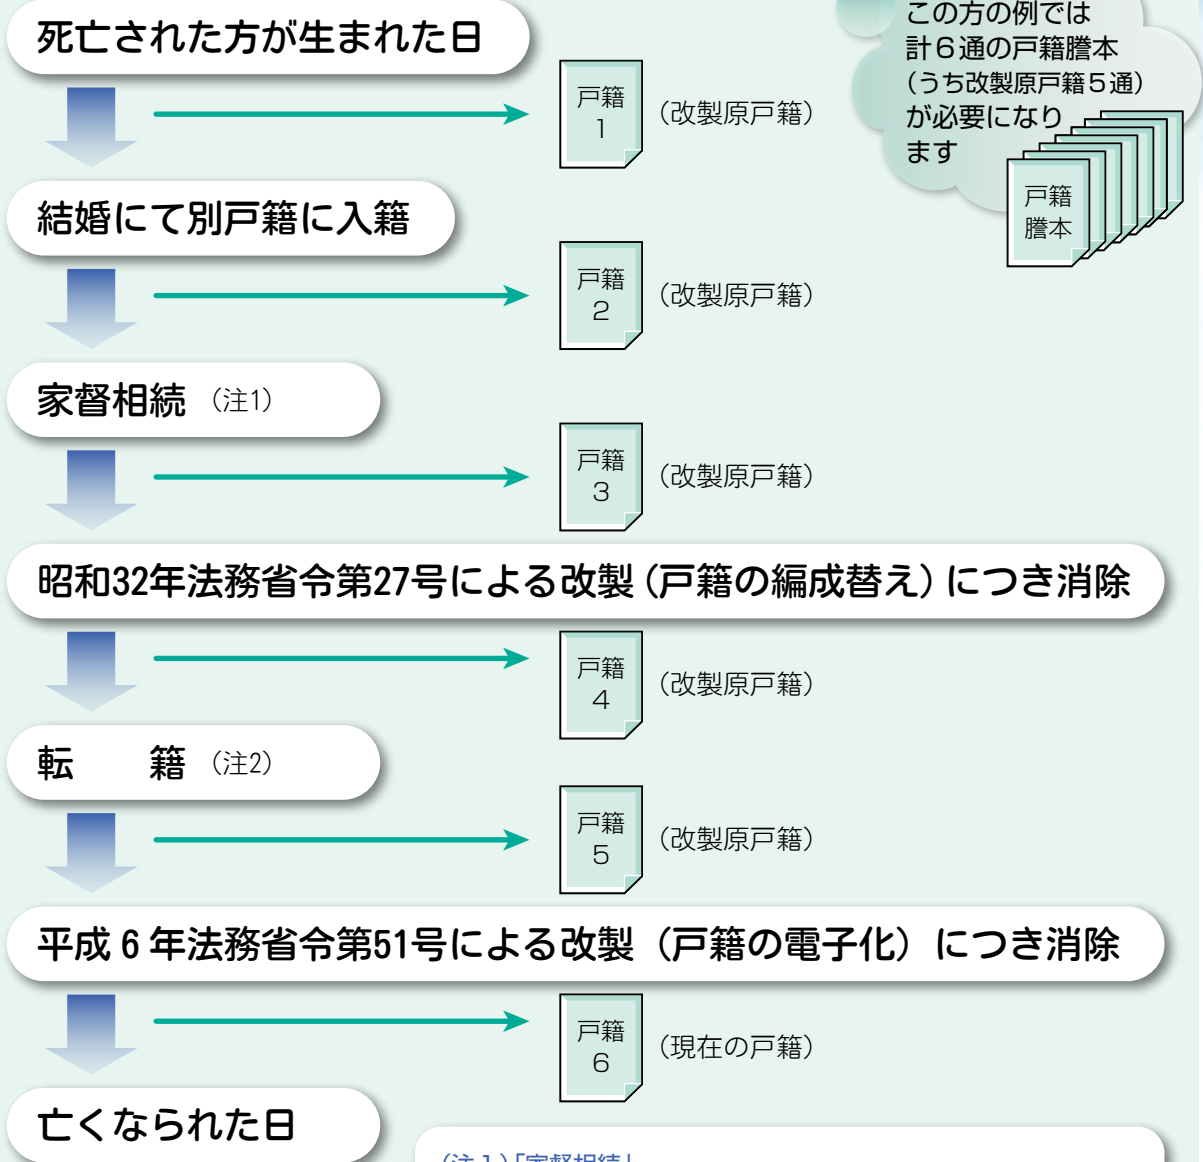 この方の例では
計６通の戸籍謄本
（うち改製原戸籍５通）
が必要になり
ます
戸籍
謄本
死亡された方が生まれた日
戸籍
1
（改製原戸籍）
結婚にて別戸籍に入籍
戸籍
2
（改製原戸籍）
家督相続（注1）
戸籍
3
（改製原戸籍）
昭和32年法務省令第27号による改製（戸籍の編成替え）につき消除
戸籍
4
（改製原戸籍）
転　　籍（注2）
戸籍
5
（改製原戸籍）
平成６年法務省令第51号による改製（戸籍の電子化）につき消除
戸籍
6
（現在の戸籍）
亡くなられた日
（注１）「家督相続」